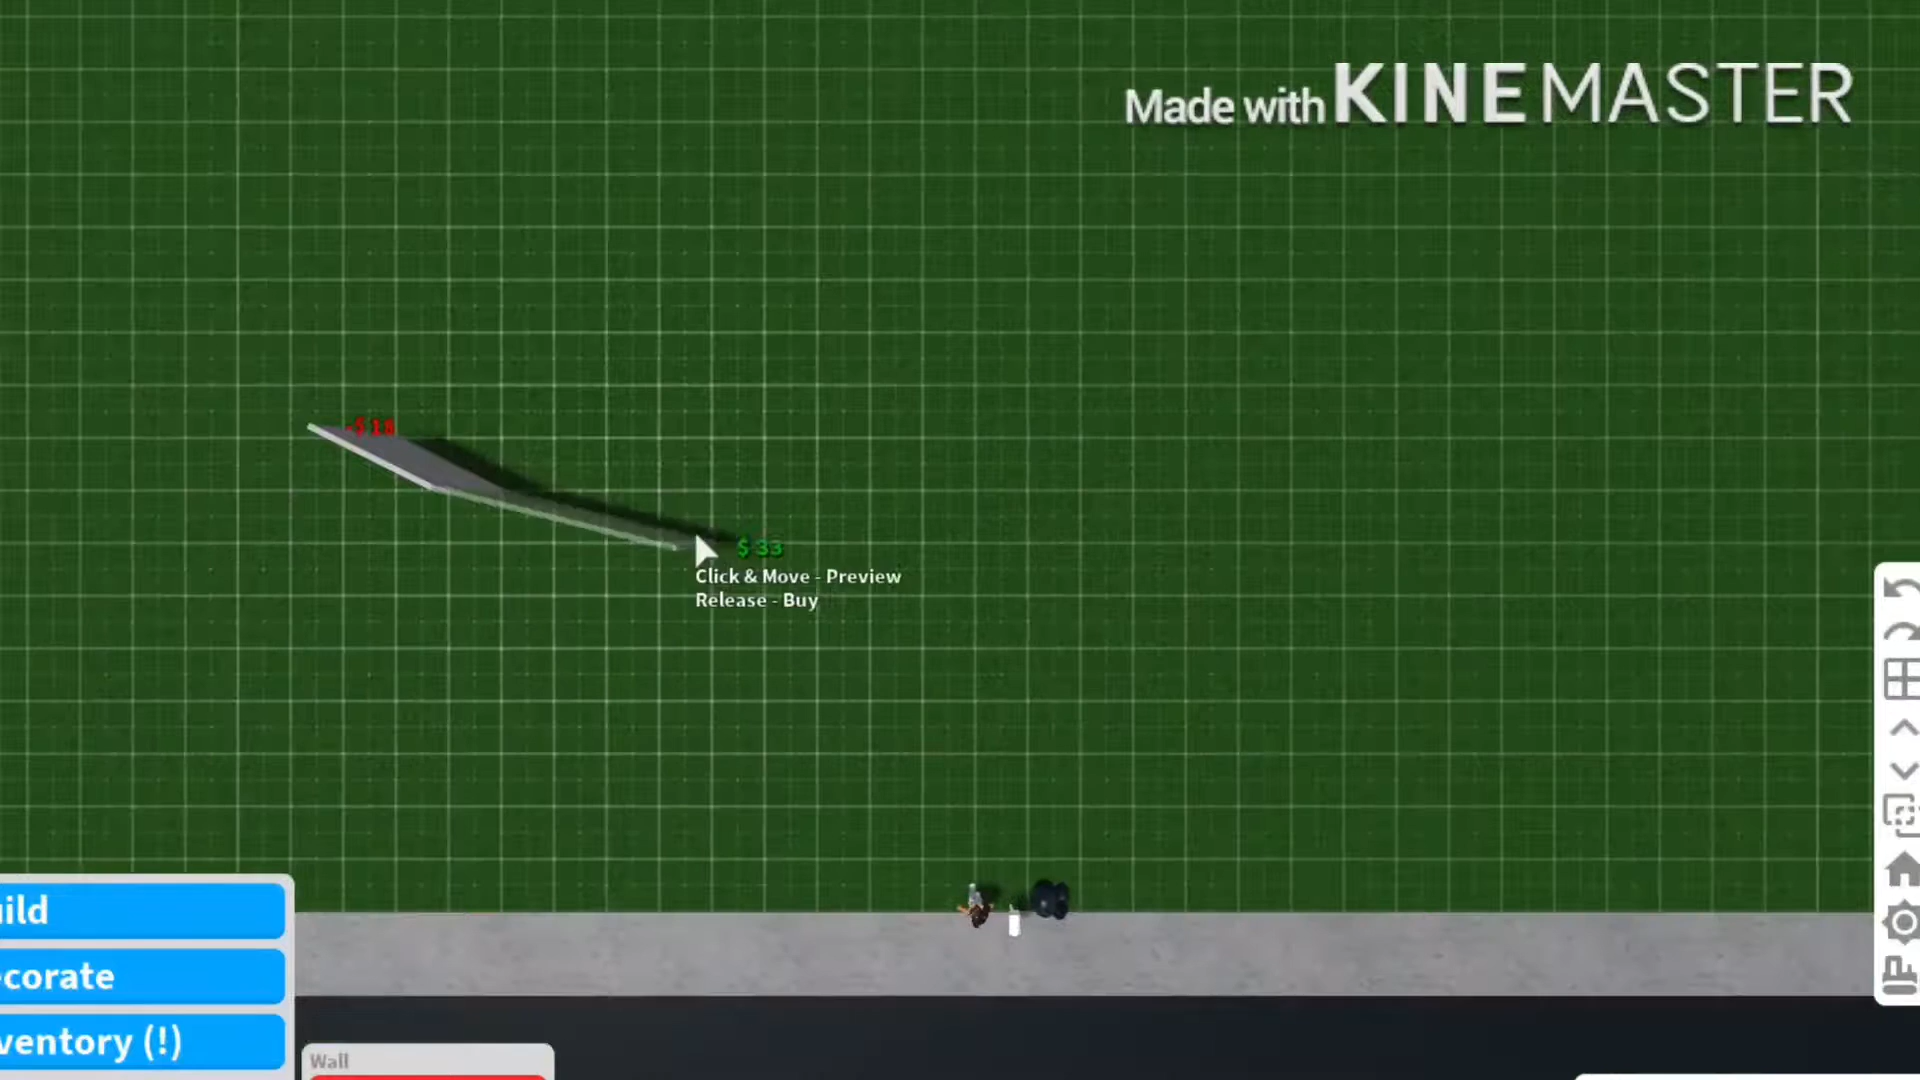 Made with KINEMASTER
-$ 18
$ 33
Click & Move - Preview
Release - Buy
ild
corate
ventory (!)
Wall